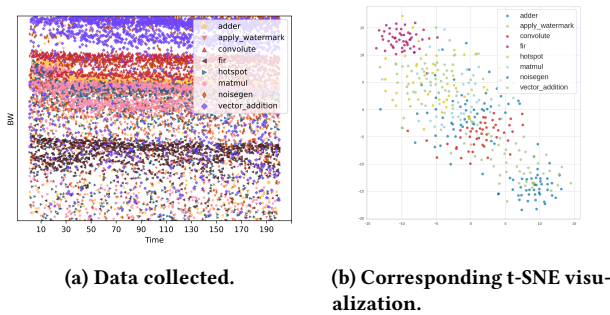 adder
apply_watermark
convolute
fir
hotspot
matmul
noisegen
vector_addition
BW
10 30 50 70 90 110 130 150 170 190
Time
(a) Data collected.
adder
apply_watermark
convolute
fir
hotspot
matmul
noisegen
vector_addition
(b) Corresponding t-SNE visu-
alization.